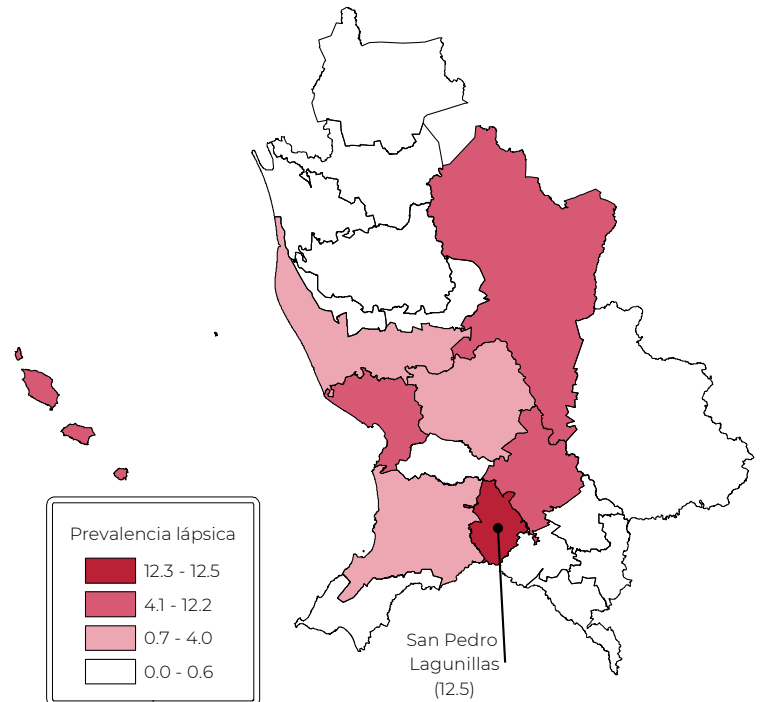 Prevalencia lápsica
12.3 - 12.5
4.1 - 12.2
0.7 - 4.0
0.0 - 0.6
San Pedro
Lagunillas
(12.5)